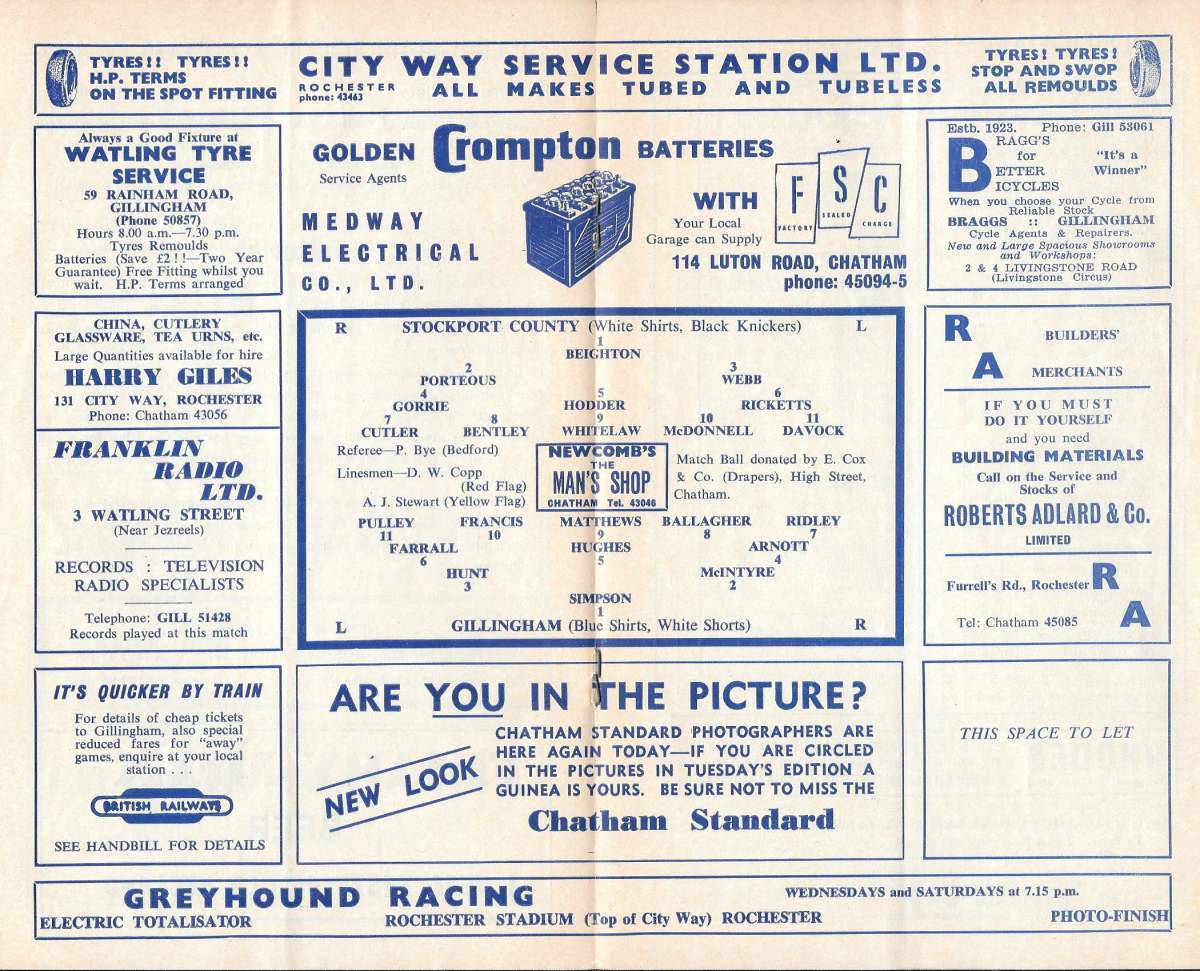 TYRES!! TYRES!!
H.P. TERMS
ON THE SPOT FITTING
CITY WAY SERVICE STATION LTD.
ROCHESTER
phone: 43463
ALL MAKES TUBED AND TUBELESS
TYRES! TYRES!
STOP AND SWOP
ALL REMOULDS
Always a Good Fixture at
WATLING TYRE
SERVICE
59 RAINHAM ROAD,
GILLINGHAM
(Phone 50857)
Hours 8.00 a.m.—7.30 p.m.
Tyres Remoulds
Batteries (Save £2!!—Two Year
Guarantee) Free Fitting whilst you
wait. H.P. Terms arranged
GOLDEN Crompton BATTERIES
Service Agents
MEDWAY
ELECTRICAL
CO., LTD.
WITH
Your Local
Garage can Supply
F S C
FACTORY SEALED CHARGE
114 LUTON ROAD, CHATHAM
phone: 45094-5
Estb. 1923. Phone: Gill 53061
BRAGG'S
for
BETTER
BICYCLES
"It's a
Winner"
When you choose your Cycle from
Reliable Stock
BRAGGS :: GILLINGHAM
Cycle Agents & Repairers.
New and Large Spacious Showrooms
and Workshops:
2 & 4 LIVINGSTONE ROAD
(Livingstone Circus)
CHINA, CUTLERY
GLASSWARE, TEA URNS, etc.
Large Quantities available for hire
HARRY GILES
131 CITY WAY, ROCHESTER
Phone: Chatham 43056
FRANKLIN
RADIO
LTD.
3 WATLING STREET
(Near Jezreels)
RECORDS : TELEVISION
RADIO SPECIALISTS
Telephone: GILL 51428
Records played at this match
R STOCKPORT COUNTY (White Shirts, Black Knickers) L
1
BEIGHTON
2 3
PORTEOUS WEBB
4 5 6
GORRIE HODDER RICKETTS
7 8 9 10 11
CUTLER BENTLEY WHITELAW McDONNELL DAVOCK
Referee—P. Bye (Bedford)
Linesmen—D. W. Copp
(Red Flag)
A. J. Stewart (Yellow Flag)
NEWCOMB'S
THE
MAN'S SHOP
CHATHAM Tel. 43046
Match Ball donated by E. Cox
& Co. (Drapers), High Street,
Chatham.
PULLEY FRANCIS MATTHEWS BALLAGHER RIDLEY
11 10 9 8 7
FARRALL HUGHES ARNOTT
6 5 4
HUNT McINTYRE
3 2
SIMPSON
1
L GILLINGHAM (Blue Shirts, White Shorts) R
R BUILDERS'
A MERCHANTS
IF YOU MUST
DO IT YOURSELF
and you need
BUILDING MATERIALS
Call on the Service and
Stocks of
ROBERTS ADLARD & Co.
LIMITED
Furrell's Rd., Rochester R
Tel: Chatham 45085 A
IT'S QUICKER BY TRAIN
For details of cheap tickets
to Gillingham, also special
reduced fares for "away"
games, enquire at your local
station . . .
BRITISH RAILWAYS
SEE HANDBILL FOR DETAILS
ARE YOU IN THE PICTURE?
NEW LOOK
CHATHAM STANDARD PHOTOGRAPHERS ARE
HERE AGAIN TODAY—IF YOU ARE CIRCLED
IN THE PICTURES IN TUESDAY'S EDITION A
GUINEA IS YOURS. BE SURE NOT TO MISS THE
Chatham Standard
THIS SPACE TO LET
GREYHOUND RACING
WEDNESDAYS and SATURDAYS at 7.15 p.m.
ELECTRIC TOTALISATOR
ROCHESTER STADIUM (Top of City Way) ROCHESTER
PHOTO-FINISH